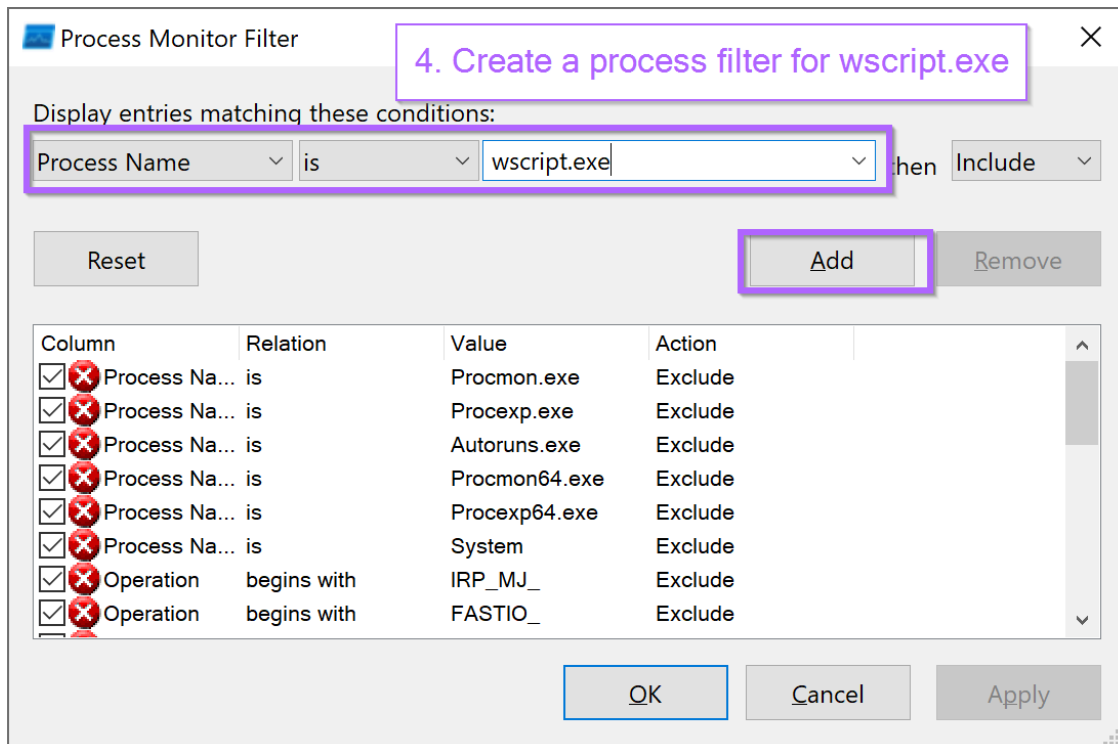 Process Monitor Filter
4. Create a process filter for wscript.exe
Display entries matching these conditions:
Process Name is wscript.exe then Include
Reset Add Remove
Column Relation Value Action
Process Na... is Procmon.exe Exclude
Process Na... is Procexp.exe Exclude
Process Na... is Autoruns.exe Exclude
Process Na... is Procmon64.exe Exclude
Process Na... is Procexp64.exe Exclude
Process Na... is System Exclude
Operation begins with IRP_MJ_ Exclude
Operation begins with FASTIO_ Exclude
OK Cancel Apply